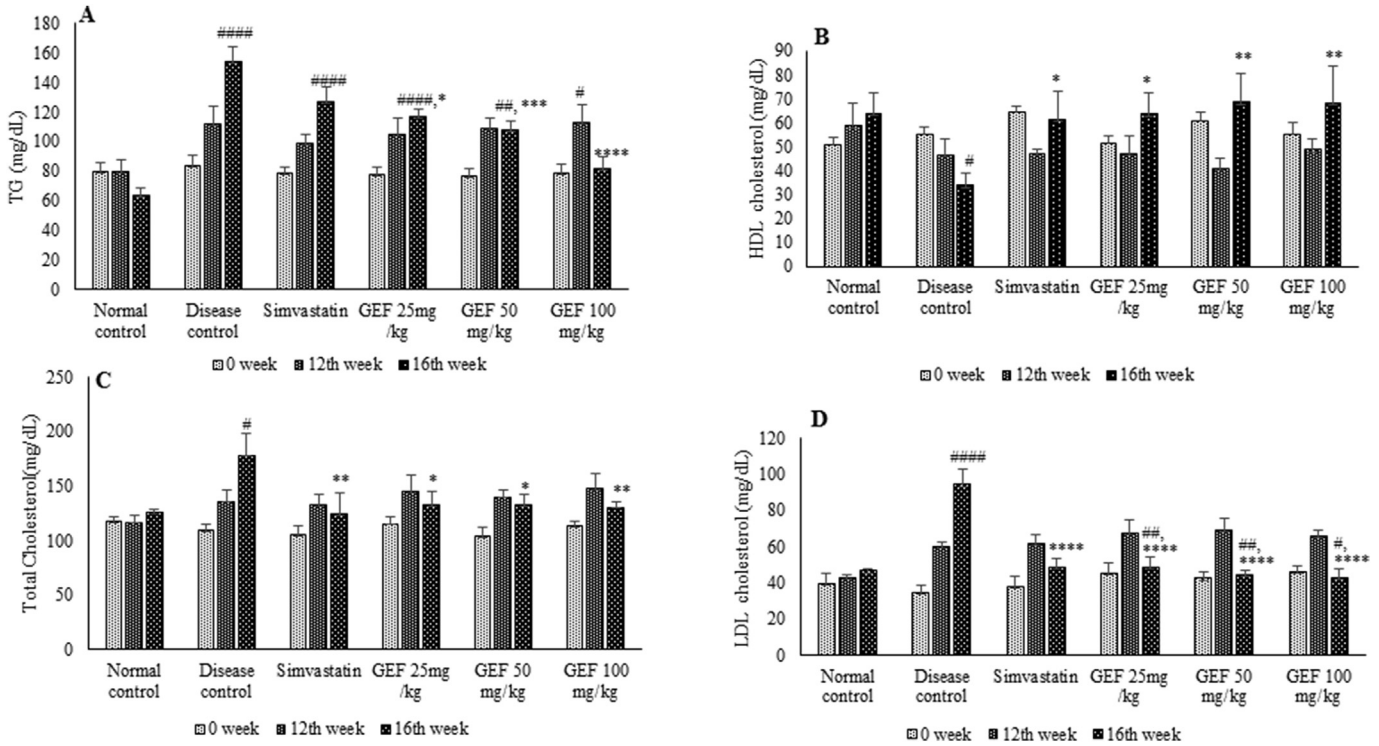 A
TG (mg/dL)
180
160
140
120
100
80
60
40
20
0
####
####
####,*
##, ***
#
****
Normal control
Disease control
Simvastatin
GEF 25mg /kg
GEF 50 mg/kg
GEF 100 mg/kg
0 week 12th week 16th week
B
HDL cholesterol (mg/dL)
90
80
70
60
50
40
30
20
10
0
#
*
*
**
**
Normal control
Disease control
Simvastatin
GEF 25mg /kg
GEF 50 mg/kg
GEF 100 mg/kg
0 week 12th week 16th week
C
Total Cholesterol(mg/dL)
250
200
150
100
50
0
#
**
*
*
**
Normal control
Disease control
Simvastatin
GEF 25mg /kg
GEF 50 mg/kg
GEF 100 mg/kg
0 week 12th week 16th week
D
LDL cholesterol (mg/dL)
120
100
80
60
40
20
0
####
****
##, ****
##, ****
#, ****
Normal control
Disease control
Simvastatin
GEF 25mg /kg
GEF 50 mg/kg
GEF 100 mg/kg
0 week 12th week 16th week